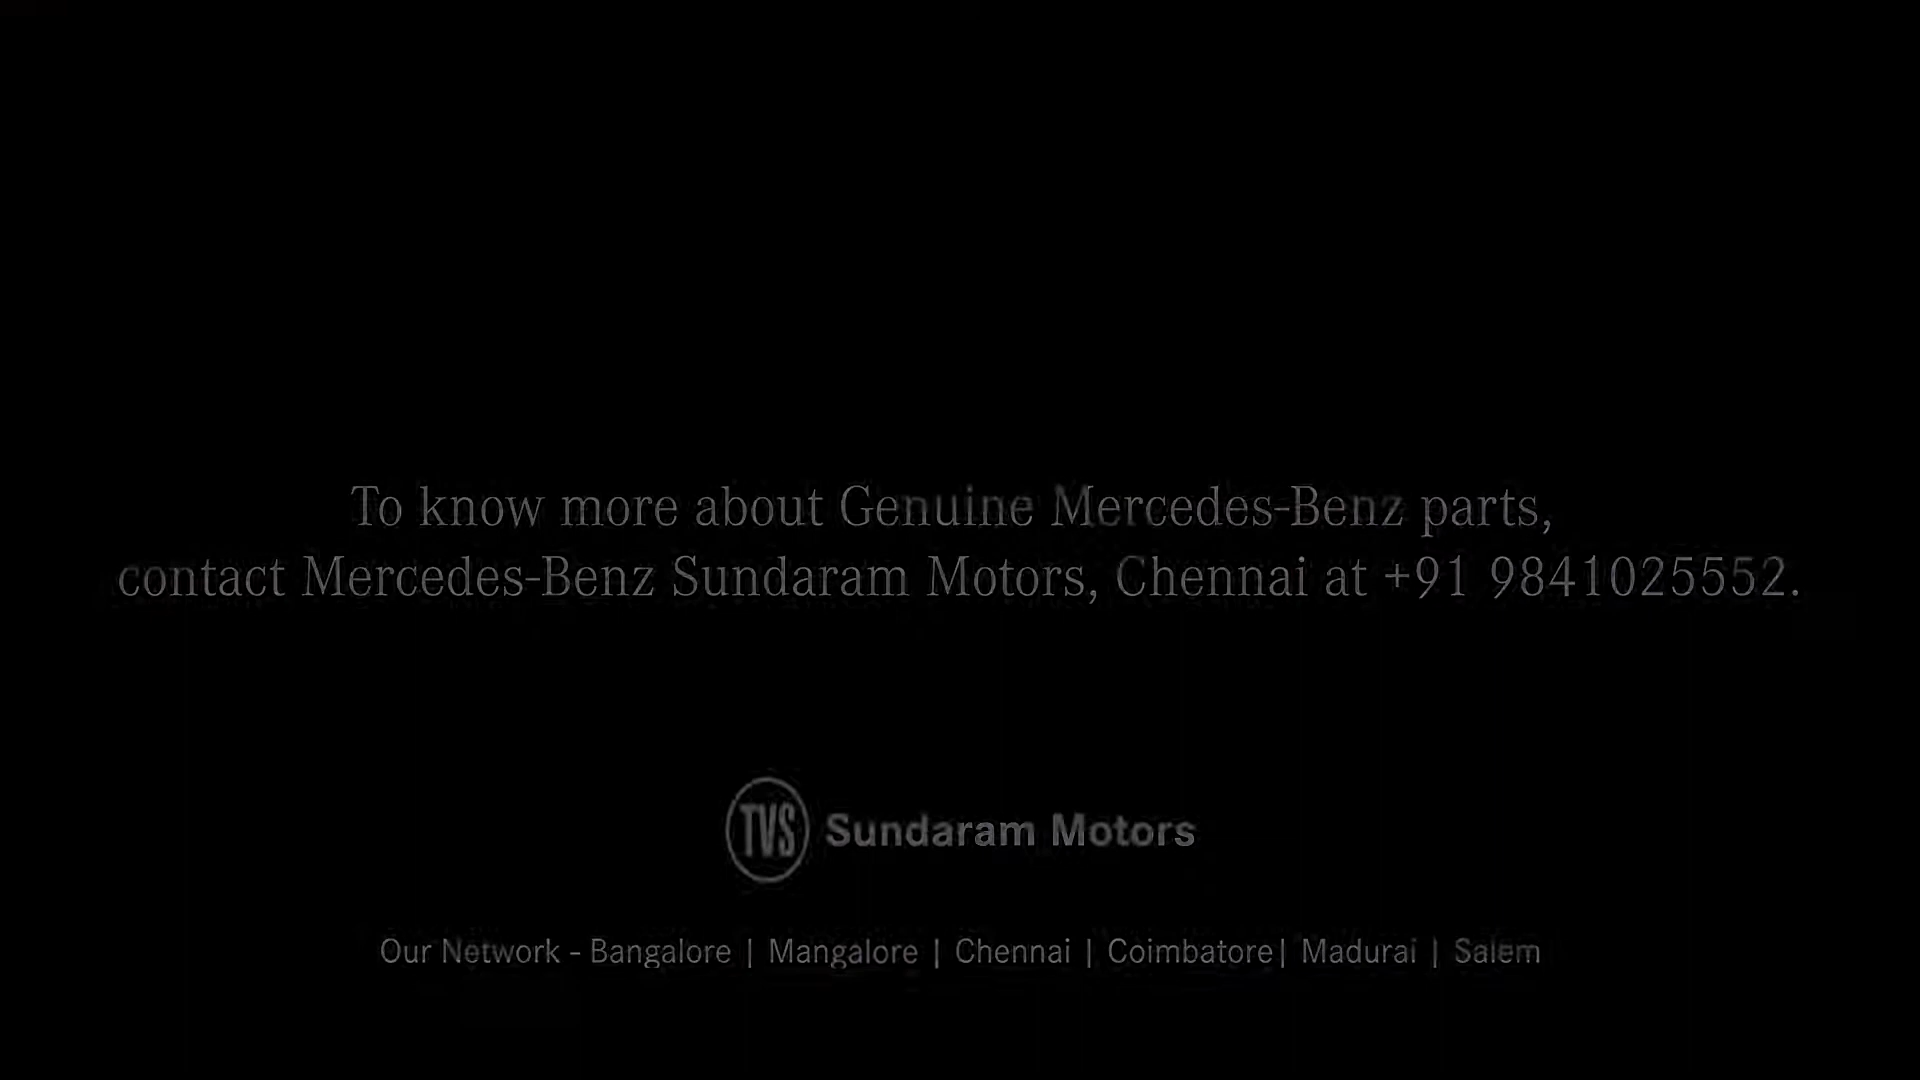 To know more about Genuine Mercedes-Benz parts,
contact Mercedes-Benz Sundaram Motors, Chennai at +91 9841025552.
TVS Sundaram Motors
Our Network - Bangalore | Mangalore | Chennai | Coimbatore| Madurai | Salem